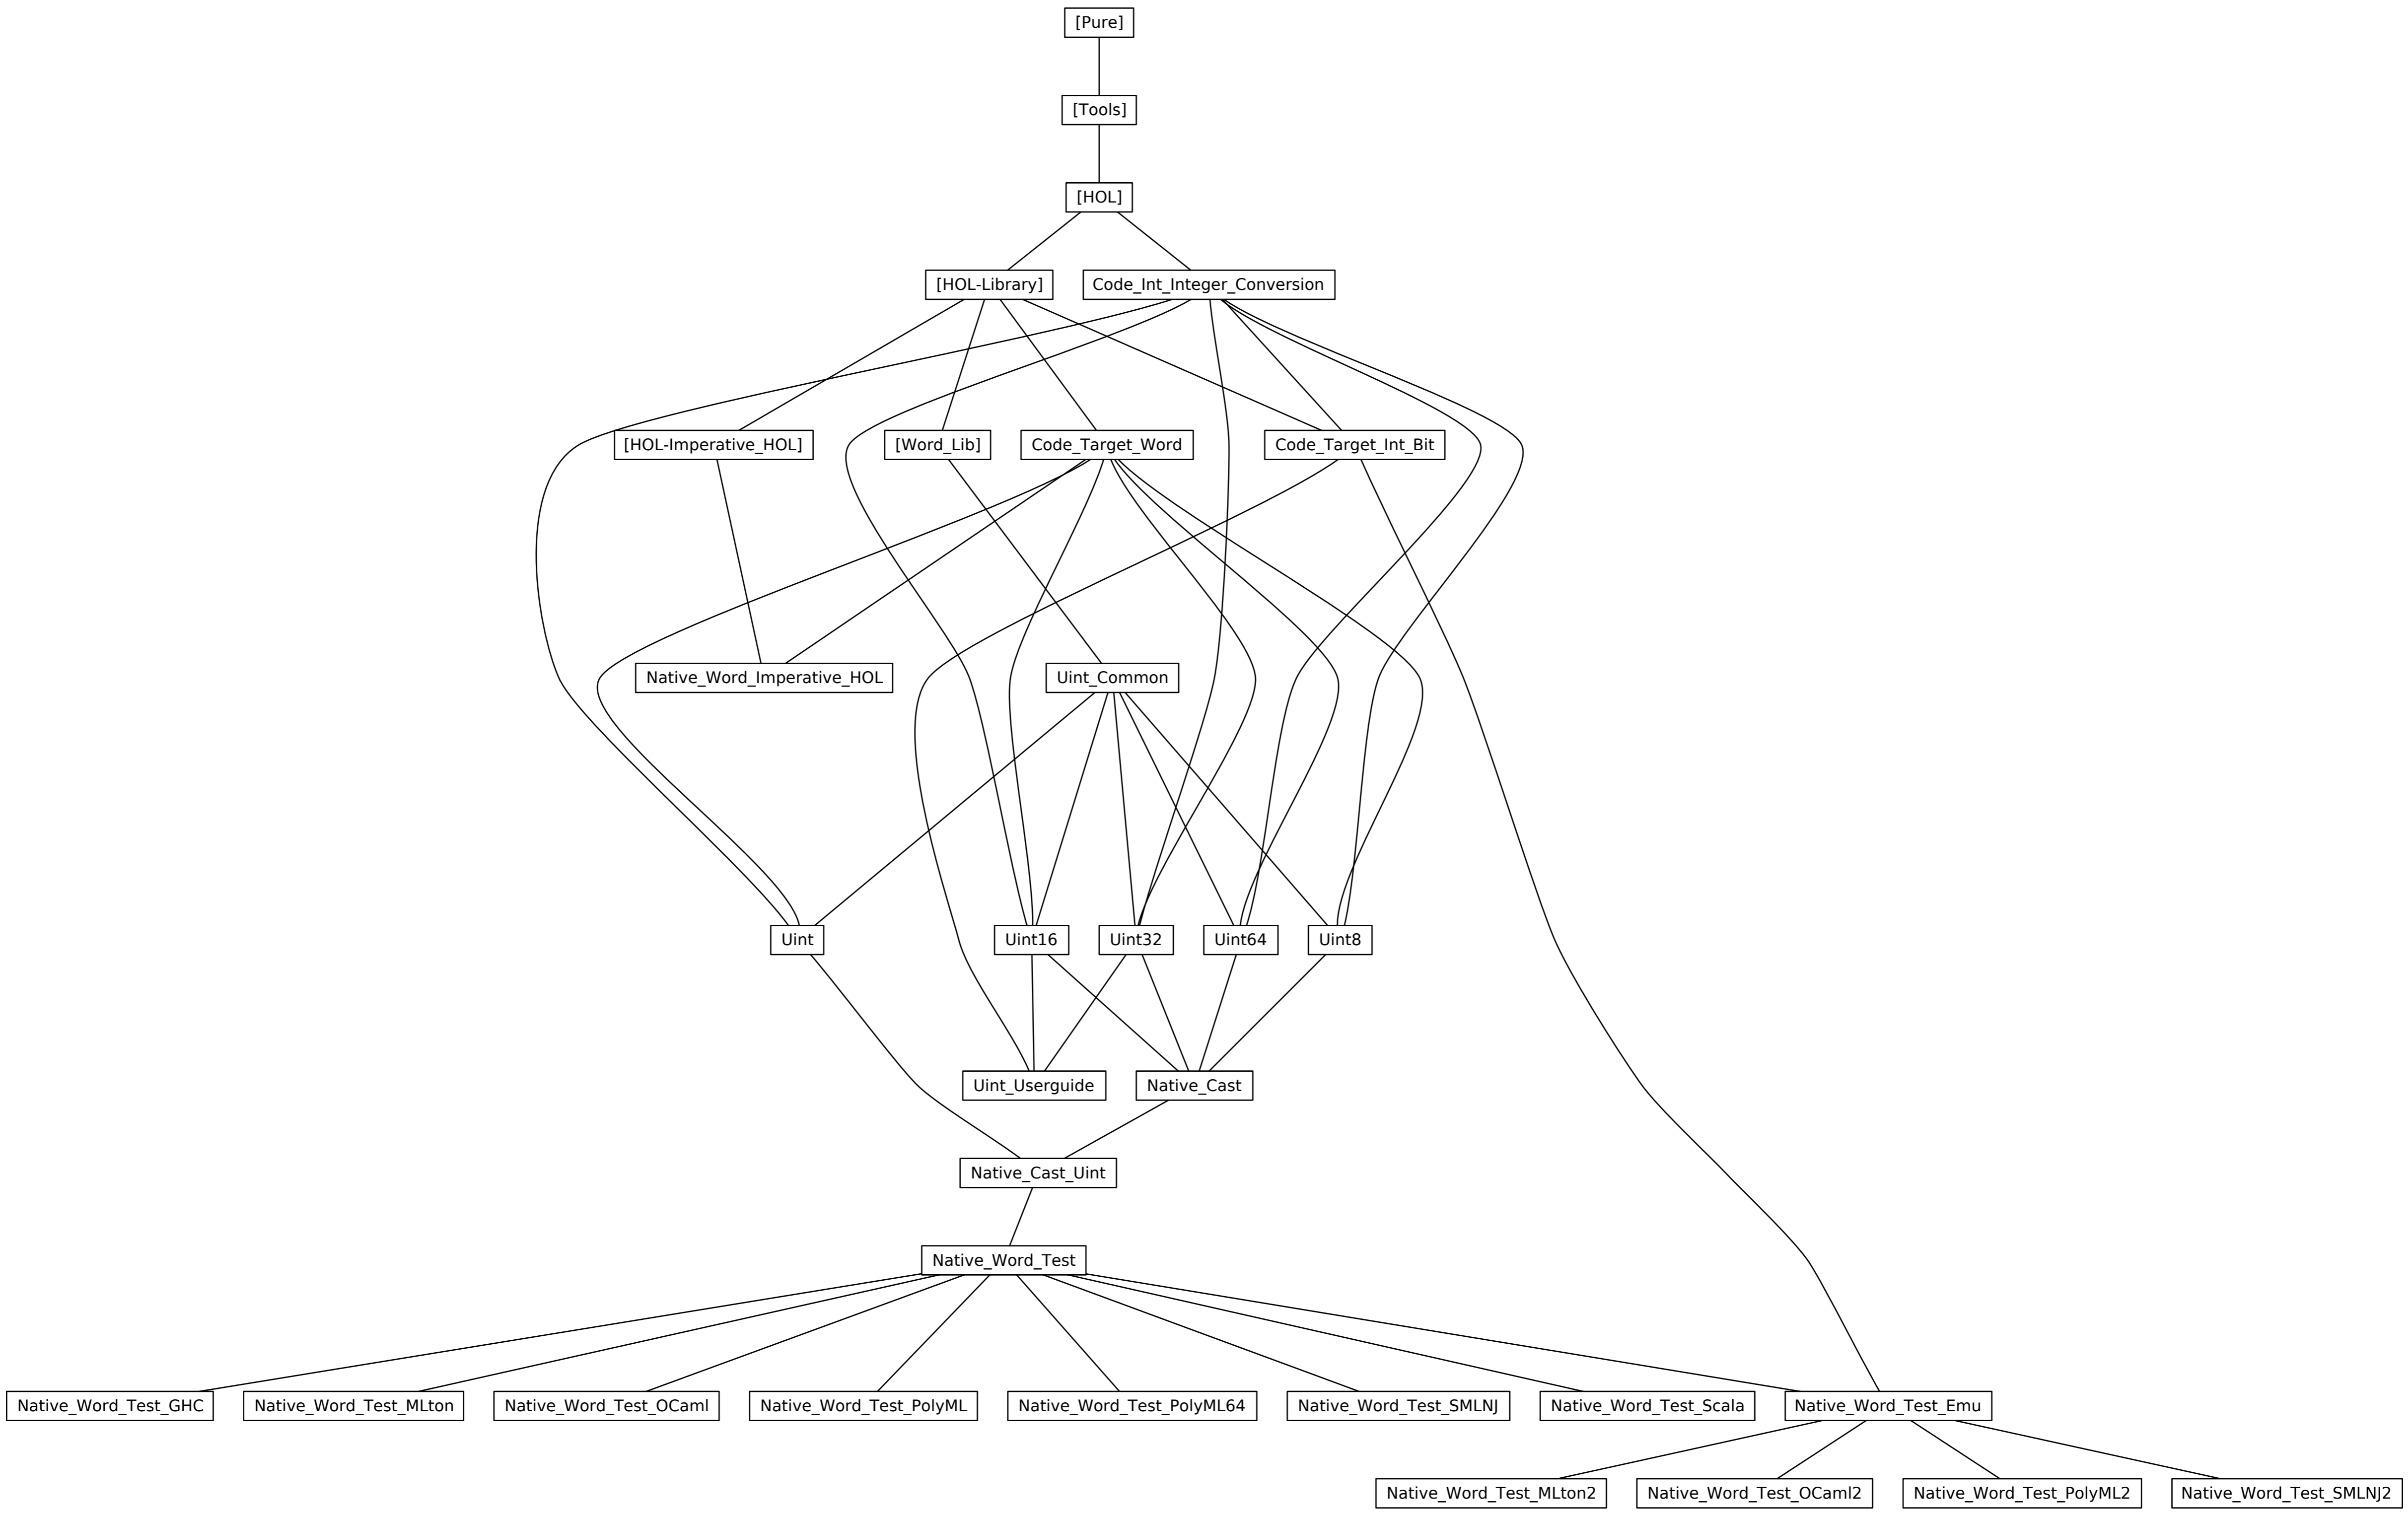 [Pure]
[Tools]
[HOL]
[HOL-Library]
Code_Int_Integer_Conversion
[HOL-Imperative_HOL]
[Word_Lib]
Code_Target_Word
Code_Target_Int_Bit
Native_Word_Imperative_HOL
Uint_Common
Uint
Uint16
Uint32
Uint64
Uint8
Uint_Userguide
Native_Cast
Native_Cast_Uint
Native_Word_Test
Native_Word_Test_GHC
Native_Word_Test_MLton
Native_Word_Test_OCaml
Native_Word_Test_PolyML
Native_Word_Test_PolyML64
Native_Word_Test_SMLNJ
Native_Word_Test_Scala
Native_Word_Test_Emu
Native_Word_Test_MLton2
Native_Word_Test_OCaml2
Native_Word_Test_PolyML2
Native_Word_Test_SMLNJ2